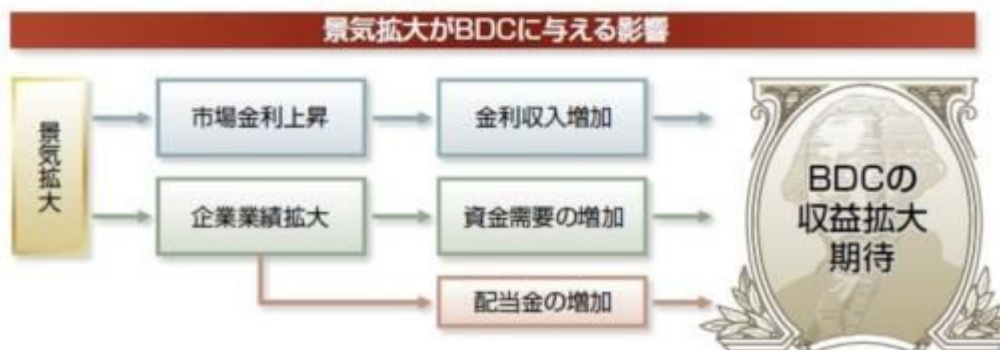 景気拡大がBDCに与える影響
景気拡大
市場金利上昇
金利収入増加
企業業績拡大
資金需要の増加
配当金の増加
BDCの
収益拡大
期待